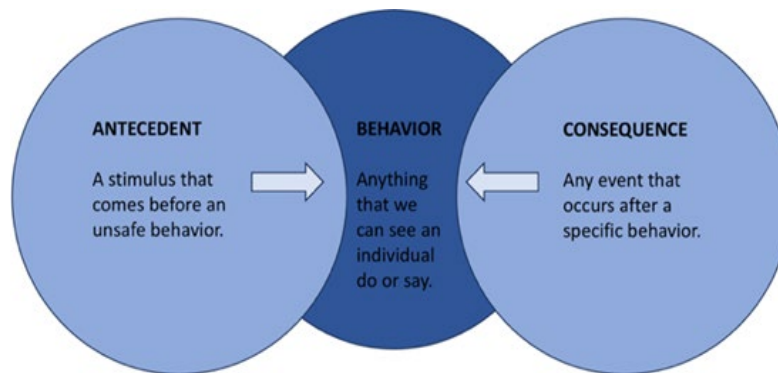 ANTECEDENT
A stimulus that
comes before an
unsafe behavior.
BEHAVIOR
Anything
that we
can see an
individual
do or say.
CONSEQUENCE
Any event that
occurs after a
specific behavior.